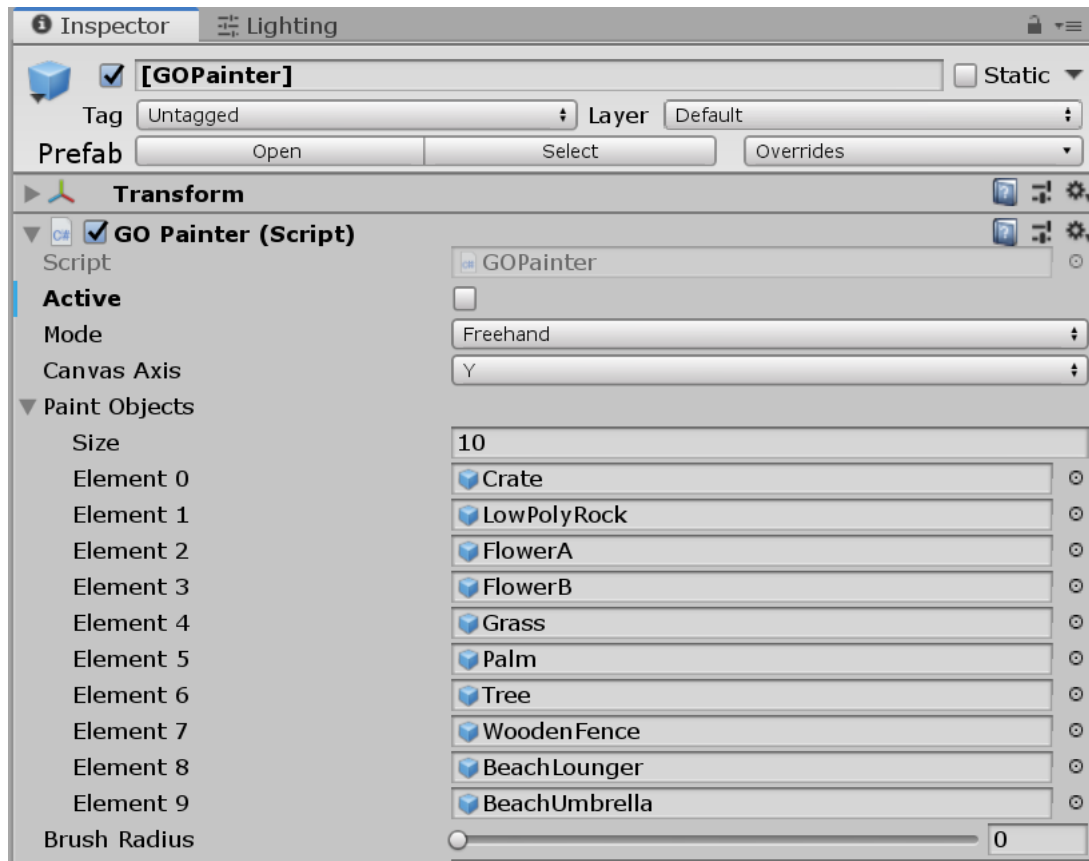 Inspector Lighting
[GOPainter] Static
Tag Untagged Layer Default
Prefab Open Select Overrides
Transform
GO Painter (Script)
Script GOPainter
Active
Mode Freehand
Canvas Axis Y
Paint Objects
Size 10
Element 0 Crate
Element 1 LowPolyRock
Element 2 FlowerA
Element 3 FlowerB
Element 4 Grass
Element 5 Palm
Element 6 Tree
Element 7 WoodenFence
Element 8 BeachLounger
Element 9 BeachUmbrella
Brush Radius 0